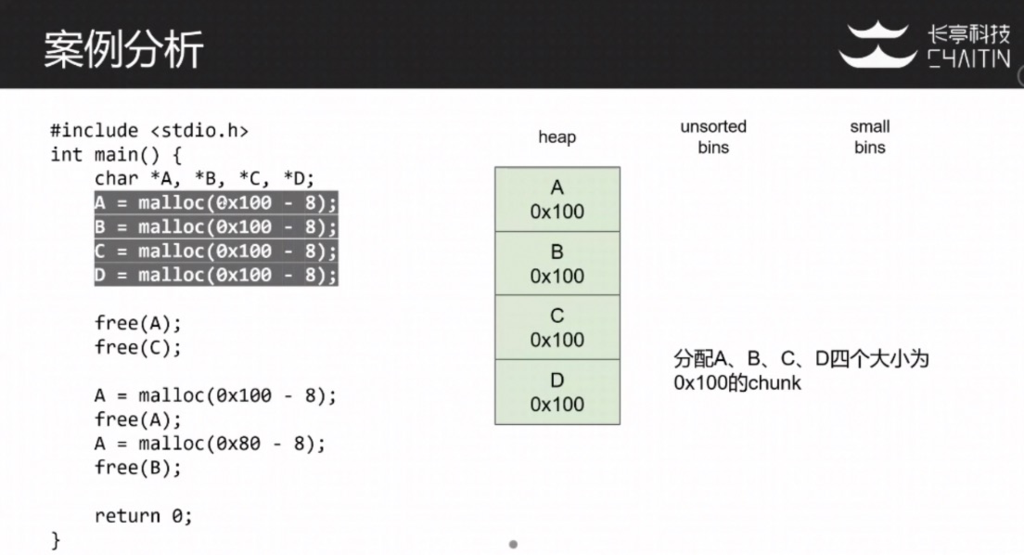 案例分析
长亭科技
CHAITIN
#include <stdio.h>
int main() {
char *A, *B, *C, *D;
A = malloc(0x100 - 8);
B = malloc(0x100 - 8);
C = malloc(0x100 - 8);
D = malloc(0x100 - 8);
free(A);
free(C);
A = malloc(0x100 - 8);
free(A);
A = malloc(0x80 - 8);
free(B);
return 0;
}
heap
A
0x100
B
0x100
C
0x100
D
0x100
unsorted
bins
small
bins
分配A、B、C、D四个大小为
0x100的chunk